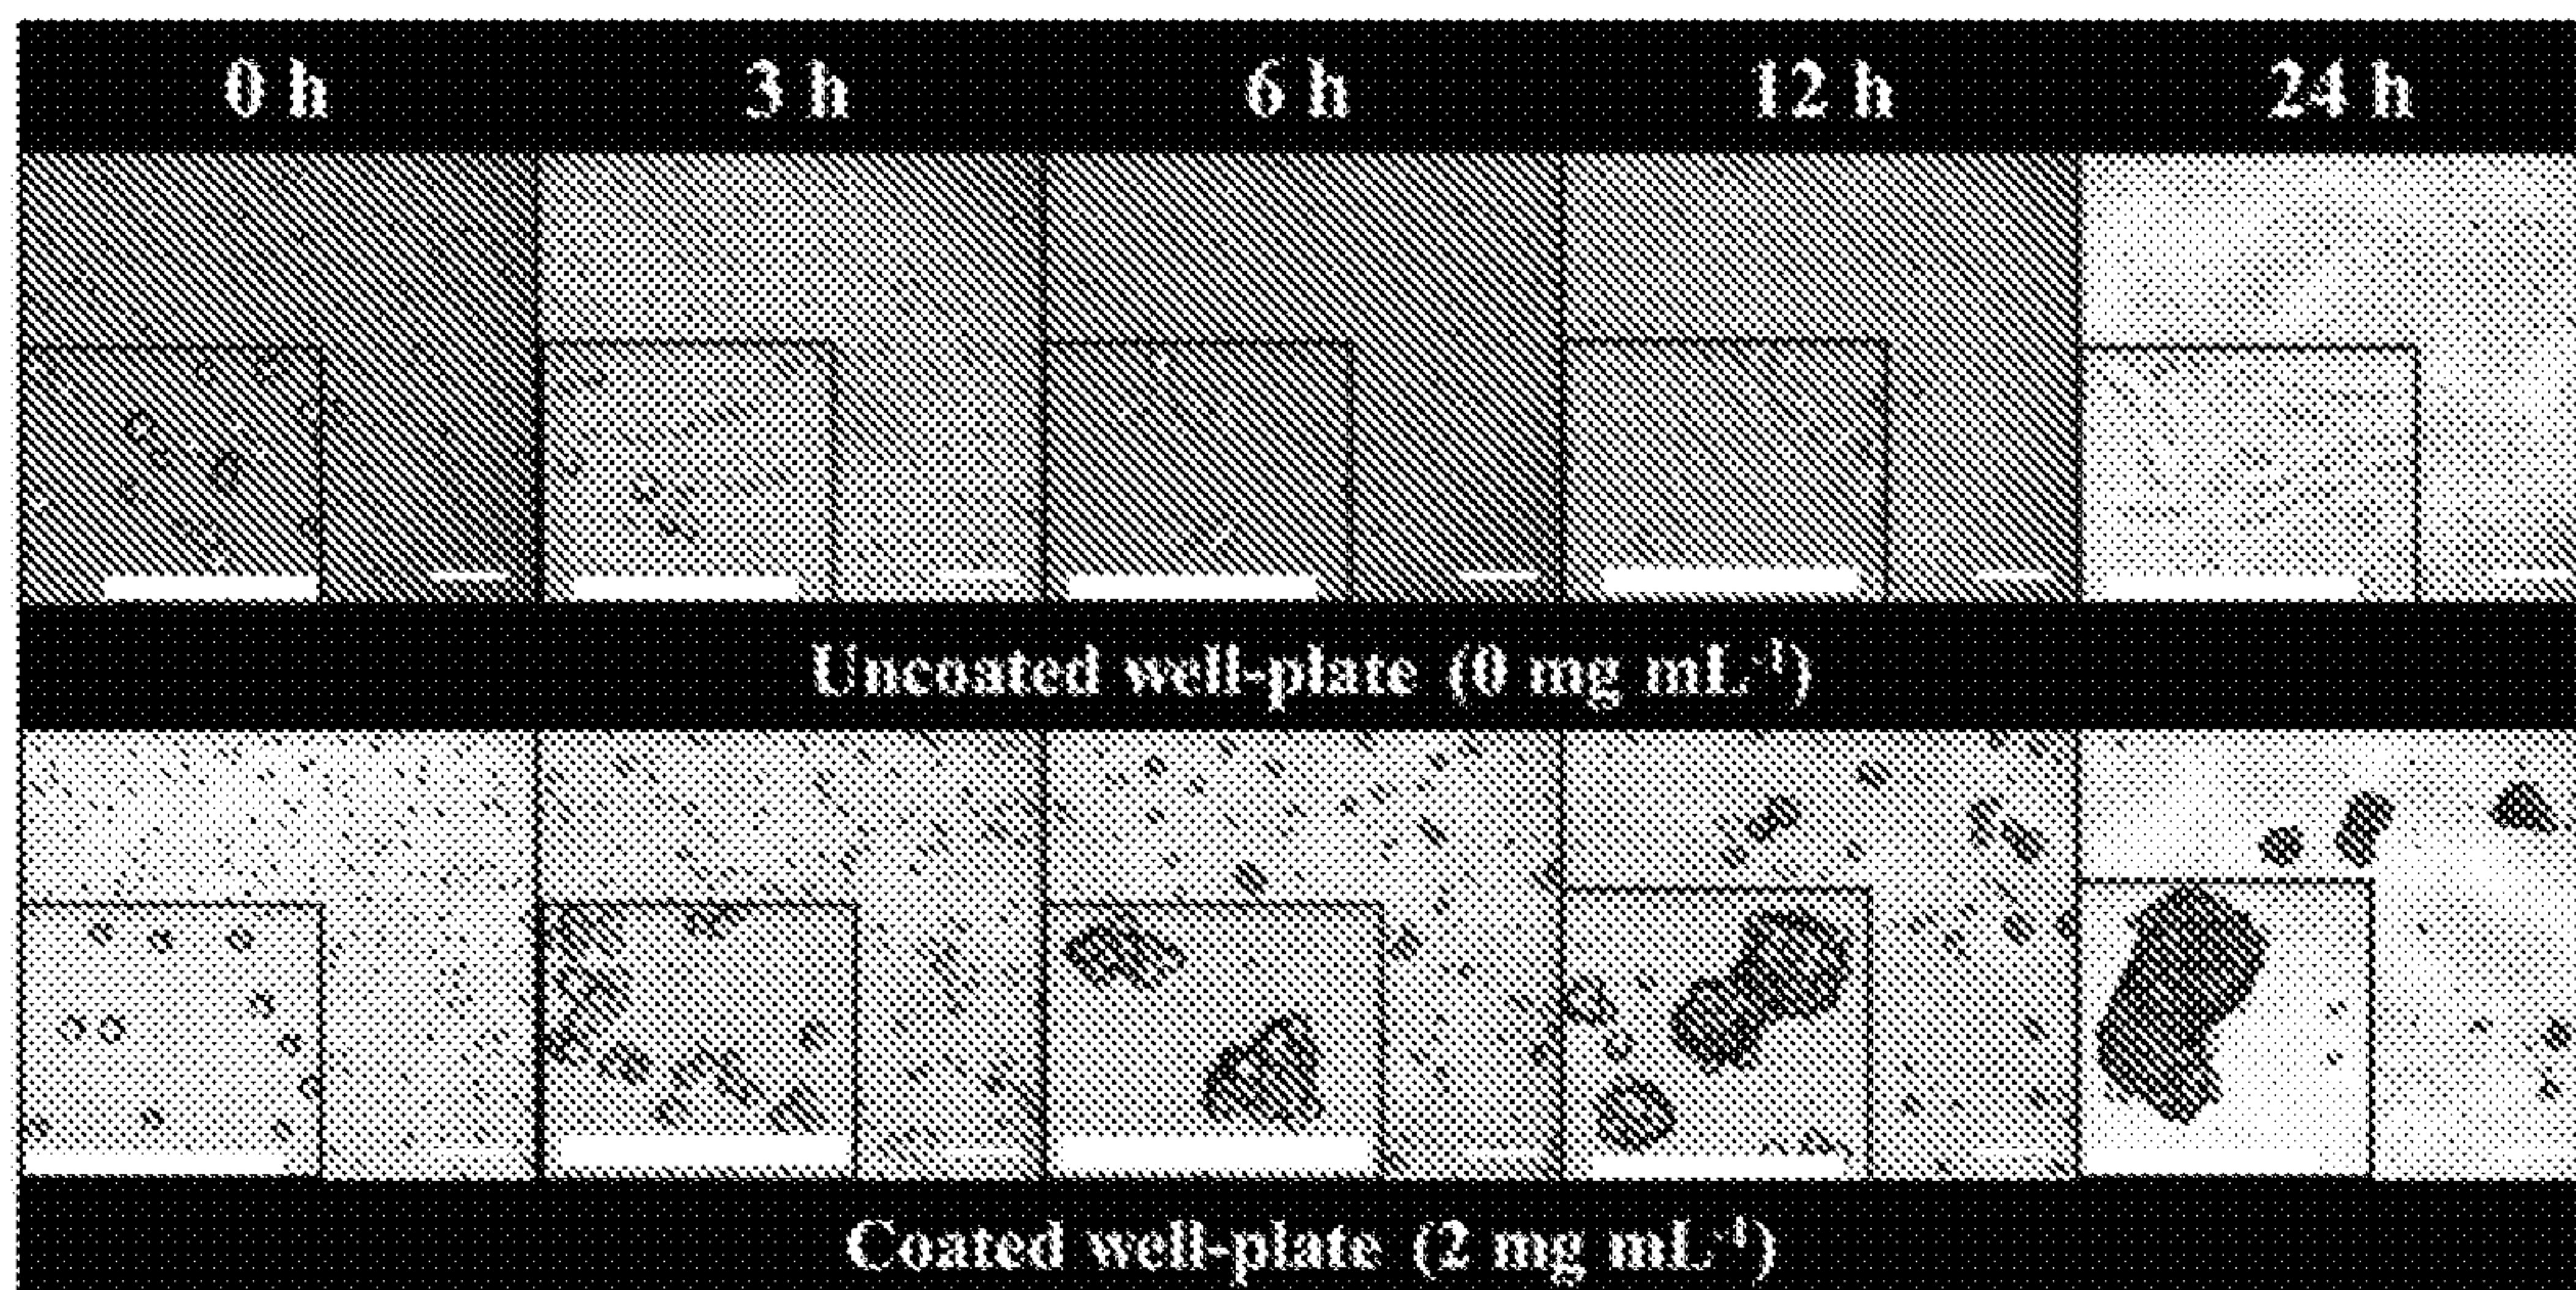 0 h 3 h 6 h 12 h 24 h
Uncoated well-plate (0 mg mL⁻¹)
Coated well-plate (2 mg mL⁻¹)